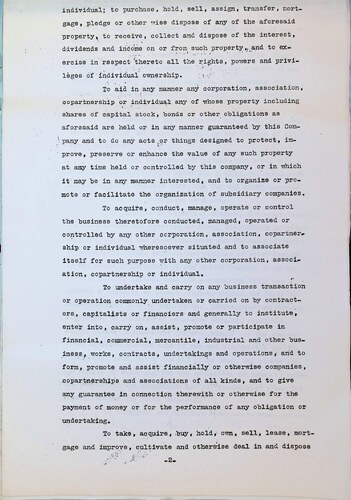 individual; to purchase, hold, sell, assign, transfer, mort-
gage, pledge or other wise dispose of any of the aforesaid
property, to receive, collect and dispose of the interest,
dividends and income on or from such property, and to ex-
ercise in respect thereto all the rights, powers and privi-
leges of individual ownership.
To aid in any manner any corporation, association,
copartnership or individual any of whose property including
shares of capital stock, bonds or other obligations as
aforesaid are held or in any manner guaranteed by this Com-
pany and to do any acts or things designed to protect, im-
prove, preserve or enhance the value of any such property
at any time held or controlled by this company, or in which
it may be in any manner interested, and to organize or pro-
mote or facilitate the organization of subsidiary companies.
To acquire, conduct, manage, operate or control
the business theretofore conducted, managed, operated or
controlled by any other corporation, association, copartner-
ship or individual wheresoever situated and to associate
itself for such purpose with any other corporation, associ-
ation, copartnership or individual.
To undertake and carry on any business transaction
or operation commonly undertaken or carried on by contract-
ors, capitalists or financiers and generally to institute,
enter into, carry on, assist, promote or participate in
financial, commercial, mercantile, industrial and other bus-
iness, works, contracts, undertakings and operations, and to
form, promote and assist financially or otherwise companies,
copartnerships and associations of all kinds, and to give
any guarantee in connection therewith or otherwise for the
payment of money or for the performance of any obligation or
undertaking.
To take, acquire, buy, hold, own, sell, lease, mort-
gage and improve, cultivate and otherwise deal in and dispose
-2-